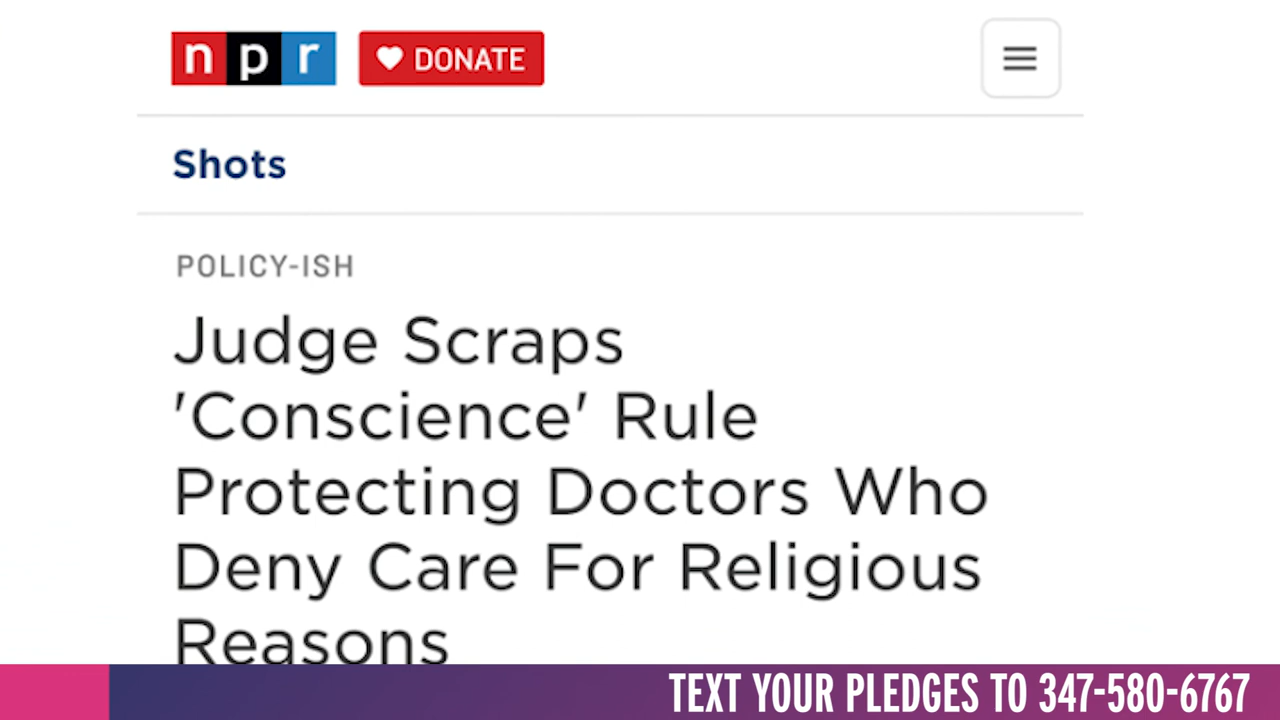 npr DONATE
Shots
POLICY-ISH
Judge Scraps
'Conscience' Rule
Protecting Doctors Who
Deny Care For Religious
Reasons
TEXT YOUR PLEDGES TO 347-580-6767